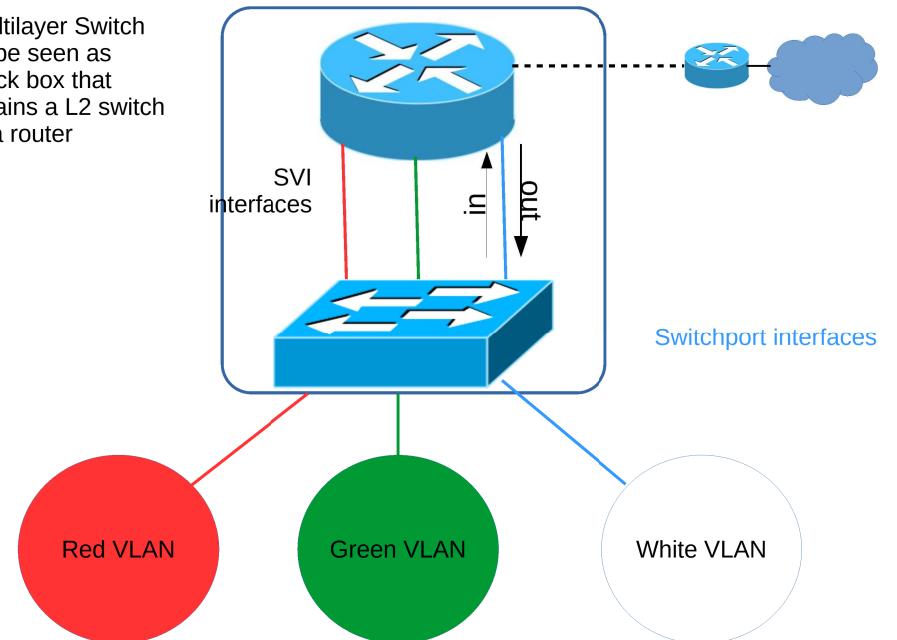 ltilayer Switch
be seen as
ck box that
ains a L2 switch
a router
SVI
interfaces
in
out
Switchport interfaces
Red VLAN
Green VLAN
White VLAN